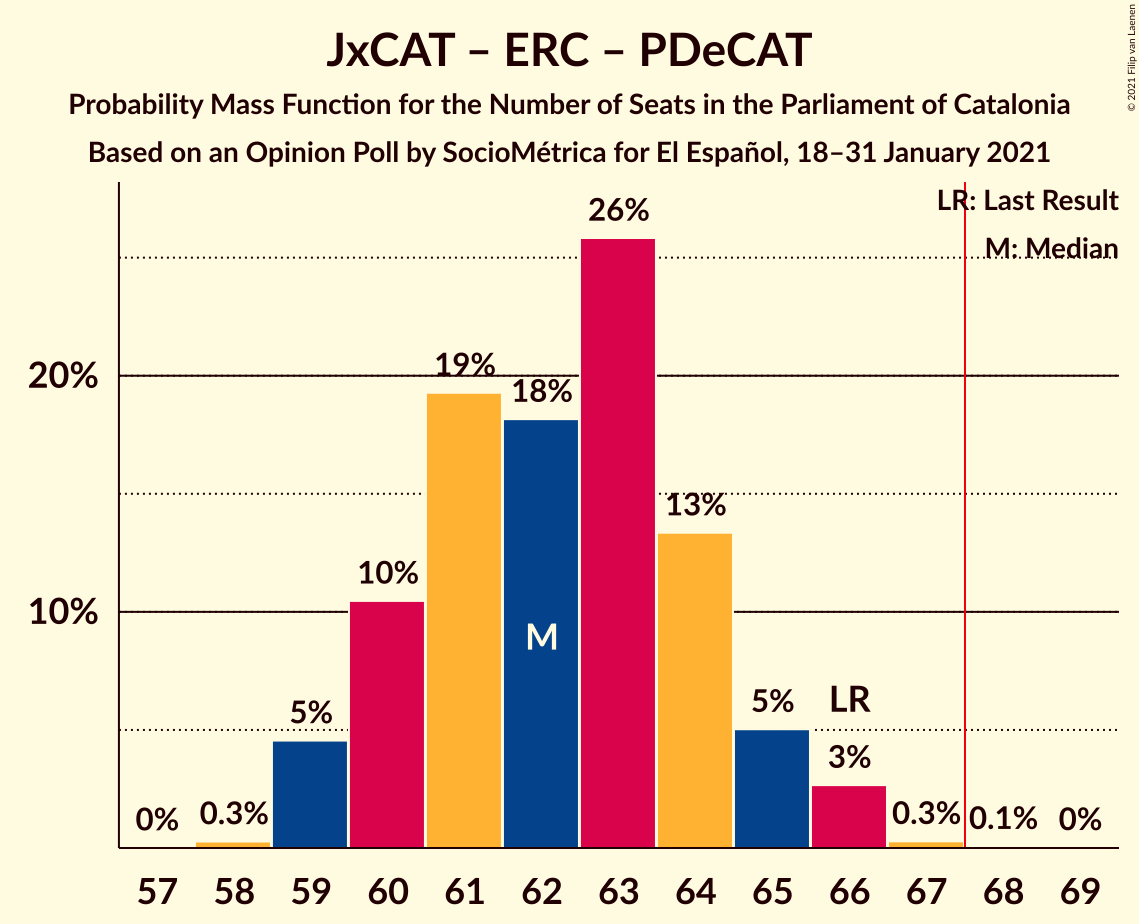 JxCAT – ERC – PDeCAT
Probability Mass Function for the Number of Seats in the Parliament of Catalonia
Based on an Opinion Poll by SocioMétrica for El Español, 18–31 January 2021
© 2021 Filip van Laenen
LR: Last Result
M: Median
26%
20%
19%
18%
13%
10%
10%
M
5%
5%
LR
3%
0%
0.3%
0.3%
0.1%
0%
57 58 59 60 61 62 63 64 65 66 67 68 69